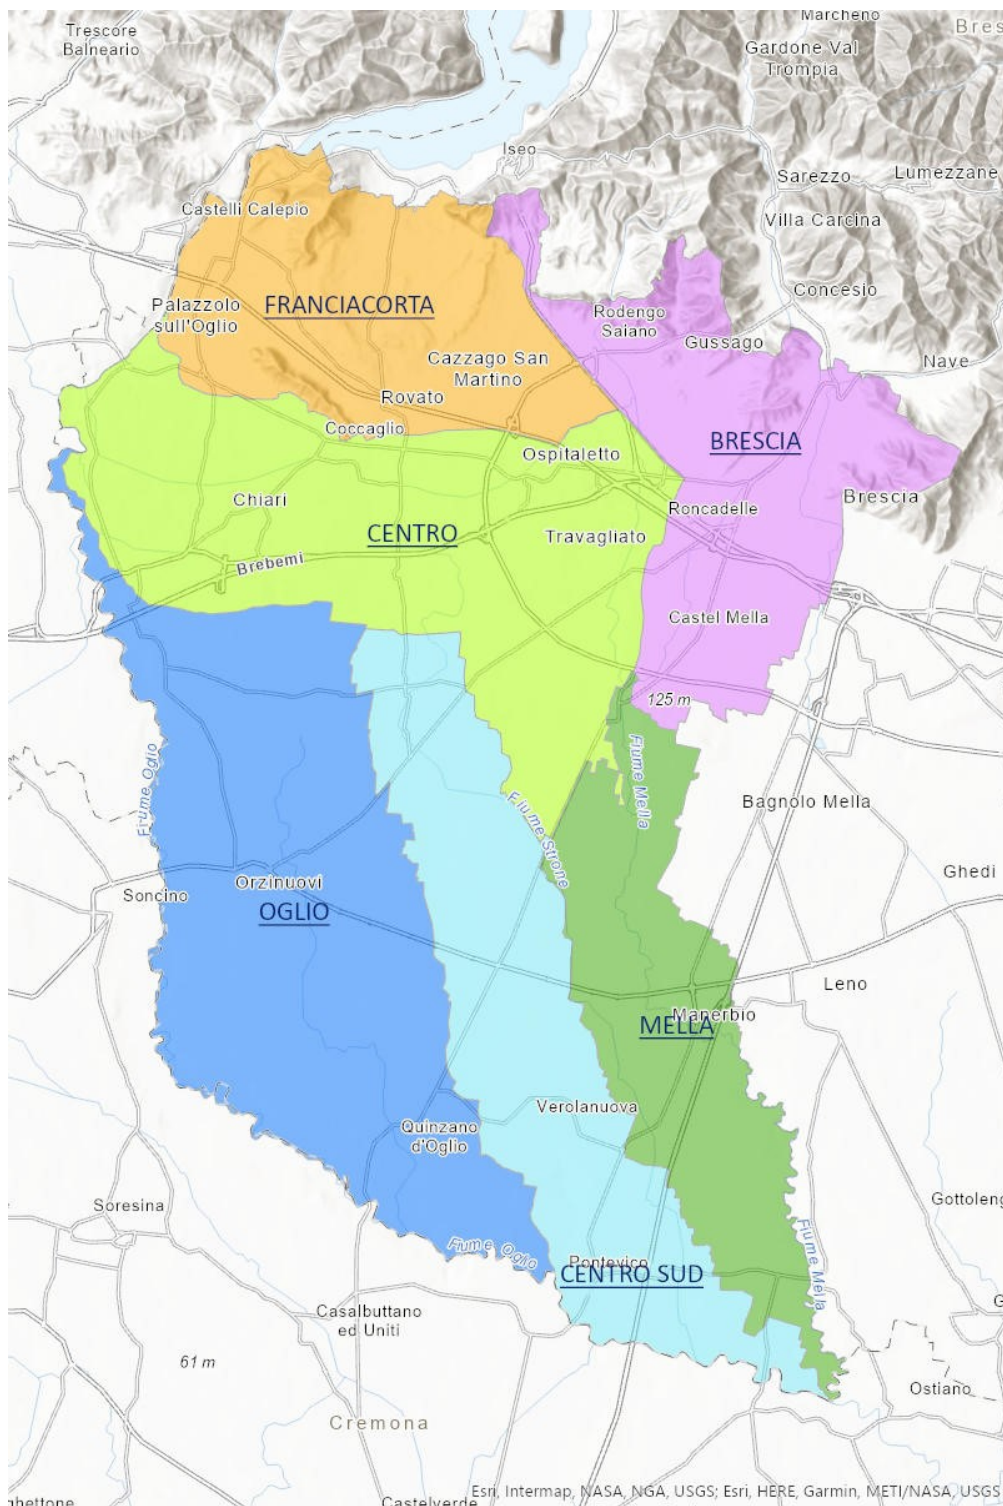 Marcheno
Trescore
Balneario
Bres
Gardone Val
Trompia
Iseo
Sarezzo
Lumezzane
Castelli Calepio
Villa Carcina
Concesio
Palazzolo
sull'Oglio
FRANCIACORTA
Rodengo
Saiano
Gussago
Nave
Cazzago San
Martino
Rovato
Coccaglio
BRESCIA
Ospitaletto
Chiari
Brescia
Roncadelle
CENTRO
Travagliato
Brebemi
Castel Mella
125 m
Fiume Oglio
Fiume Mella
Bagnolo Mella
Fiume Strone
Ghedi
Soncino
Orzinuovi
OGLIO
Leno
Manerbio
MELLA
Verolanuova
Quinzano
d'Oglio
Soresina
Gottoleng
Fiume Oglio
Pontevico
CENTRO SUD
Fiume Mella
G
Casalbuttano
ed Uniti
61 m
Ostiano
Cremona
Esri, Intermap, NASA, NGA, USGS; Esri, HERE, Garmin, METI/NASA, USGS
ghettone
Castelverde